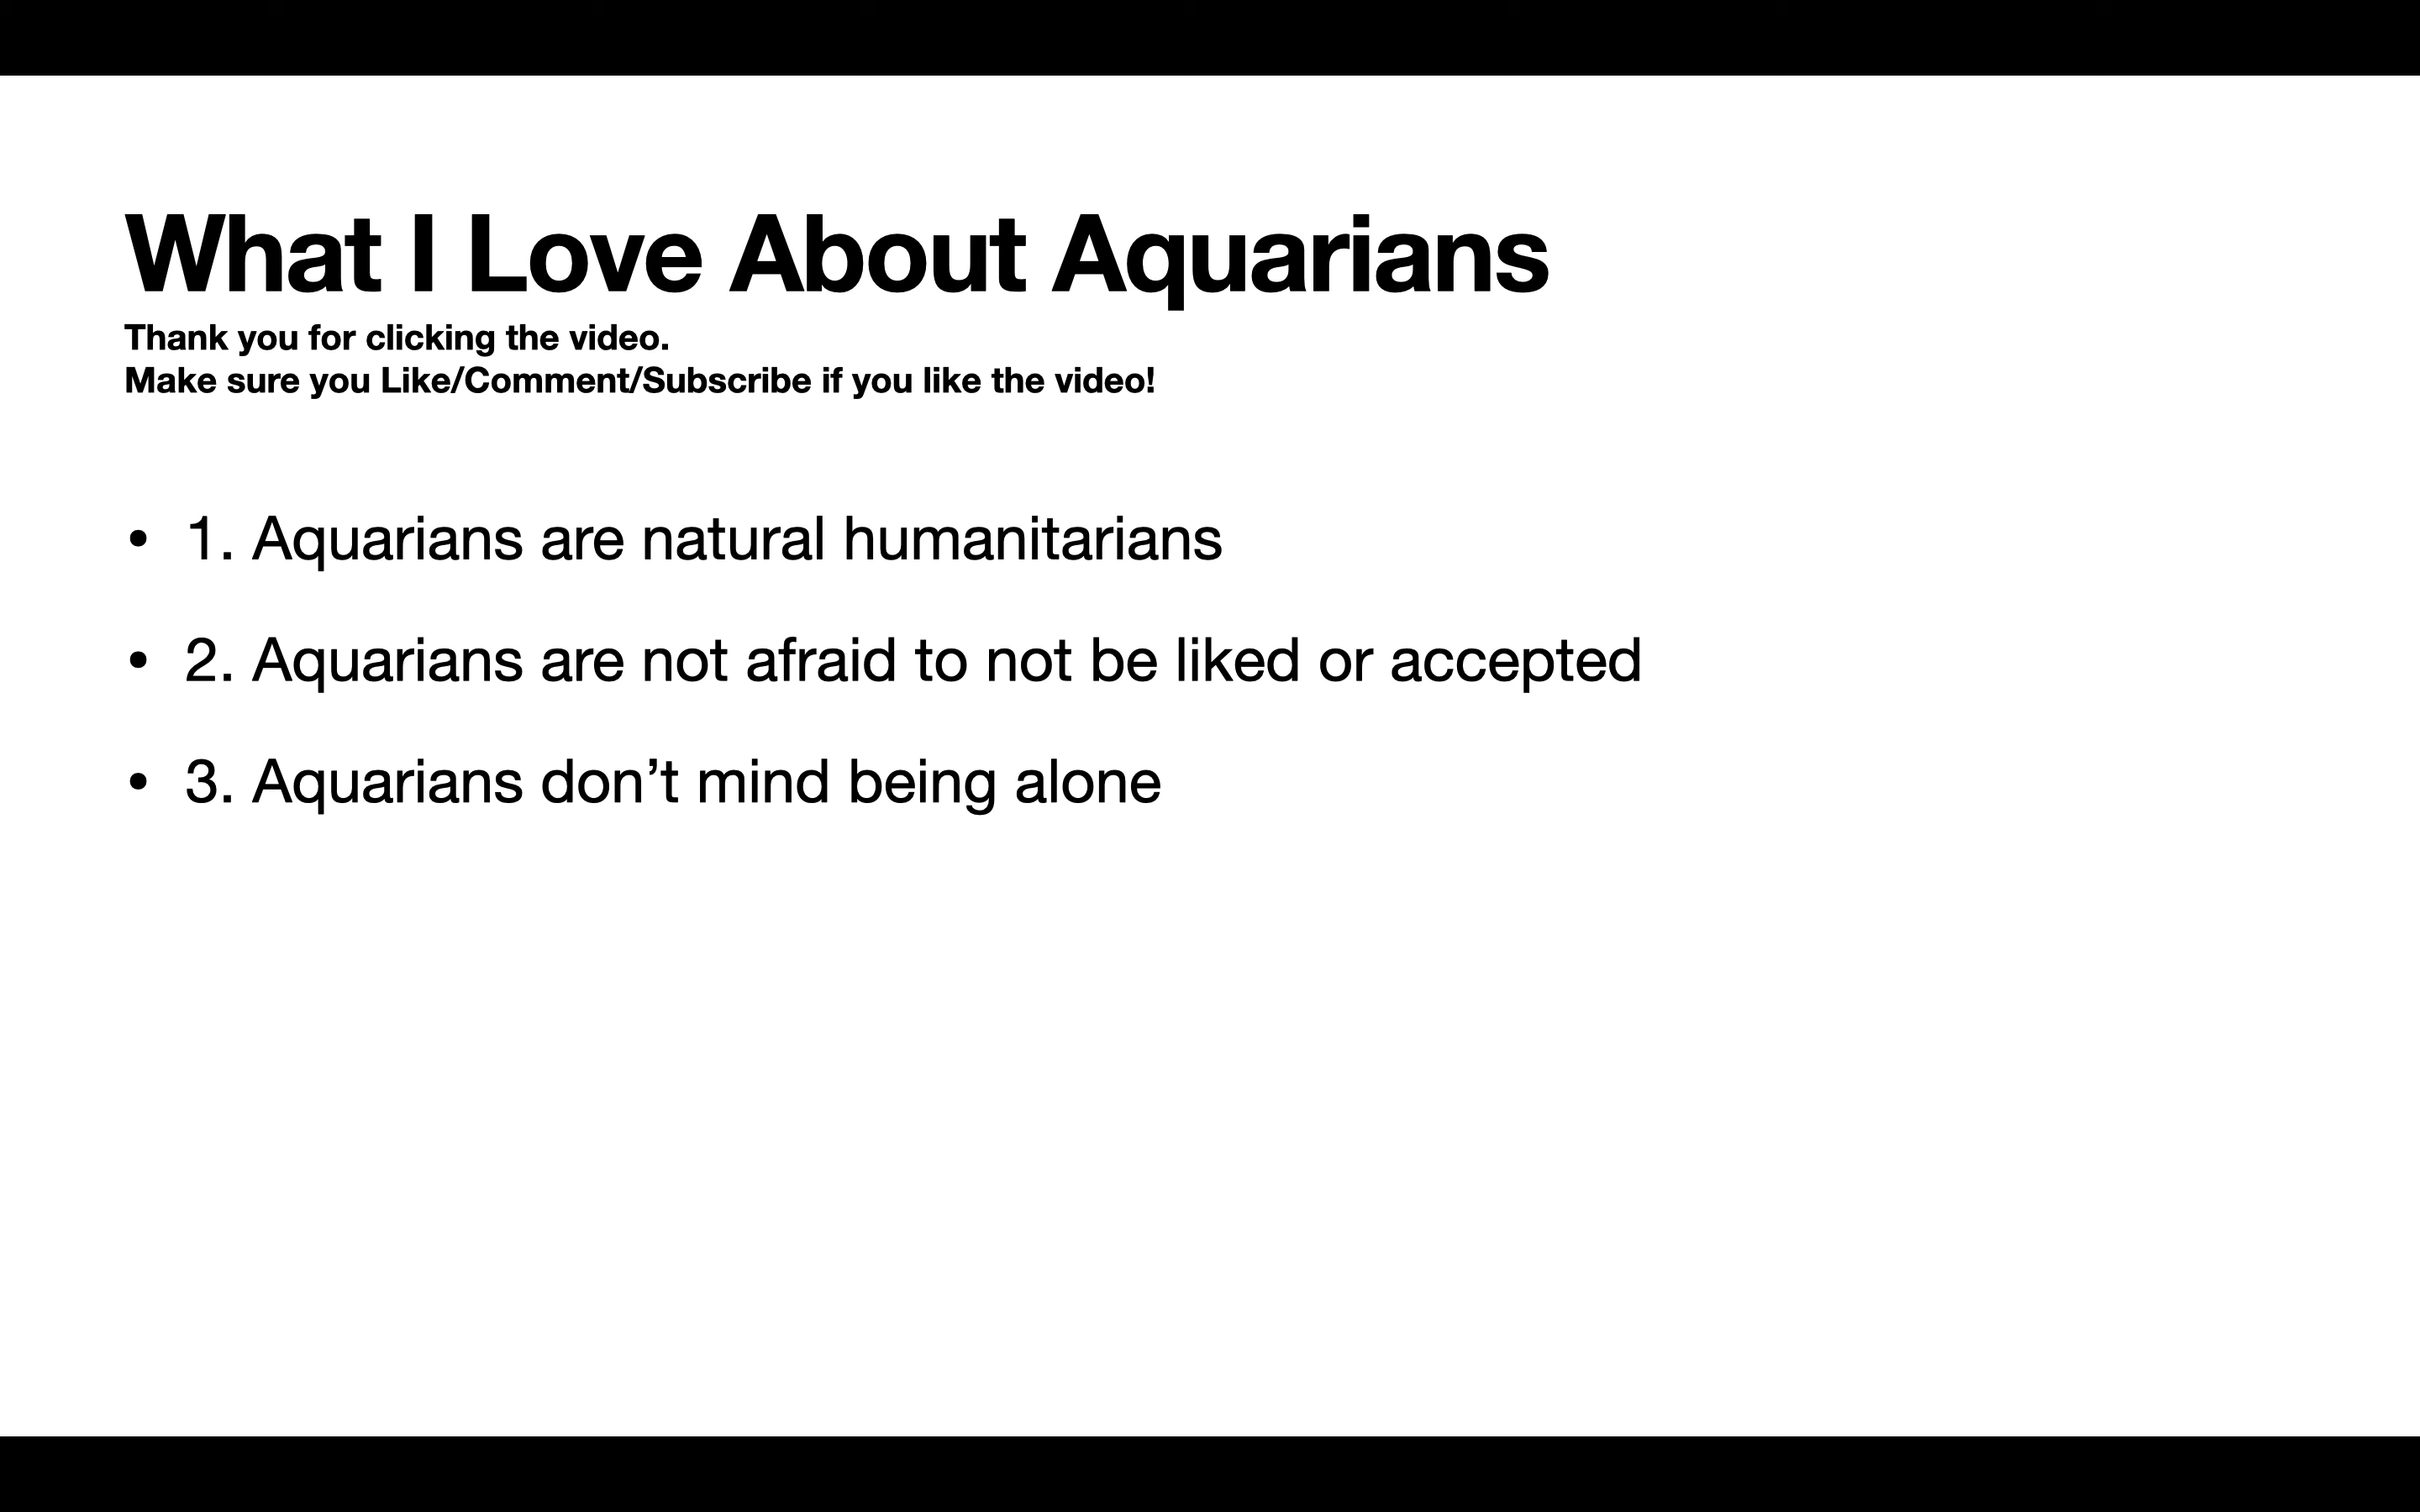 What I Love About Aquarians
Thank you for clicking the video.
Make sure you Like/Comment/Subscribe if you like the video!
• 1. Aquarians are natural humanitarians
• 2. Aquarians are not afraid to not be liked or accepted
• 3. Aquarians don’t mind being alone